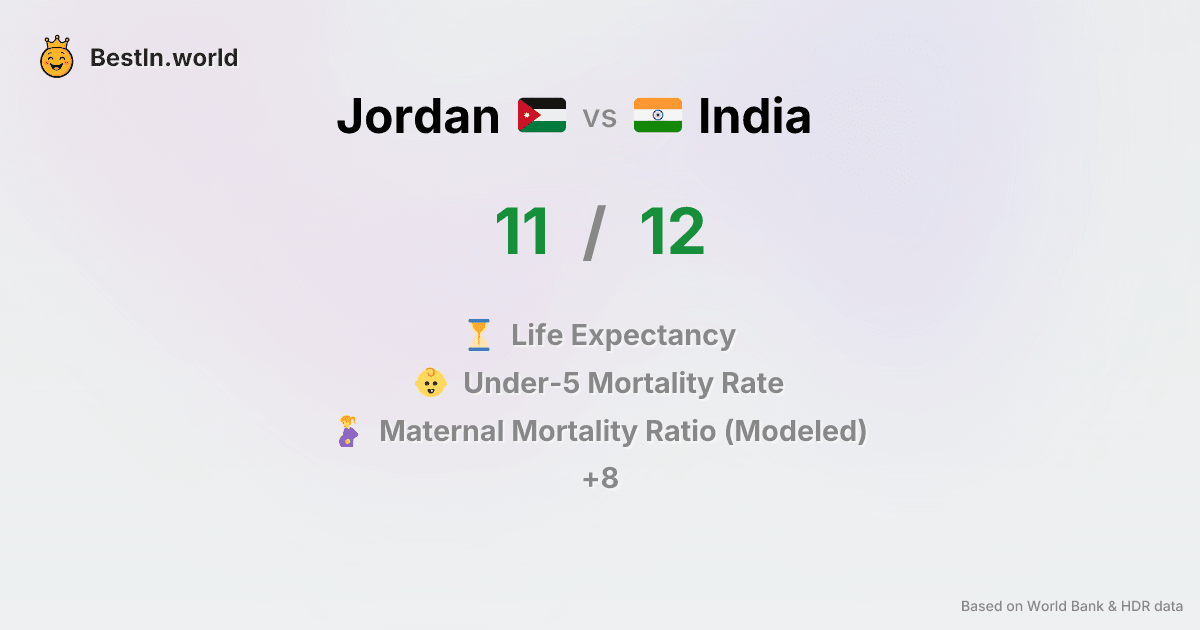 BestIn.world
Jordan vs India
11 / 12
Life Expectancy
Under-5 Mortality Rate
Maternal Mortality Ratio (Modeled)
+8
Based on World Bank & HDR data